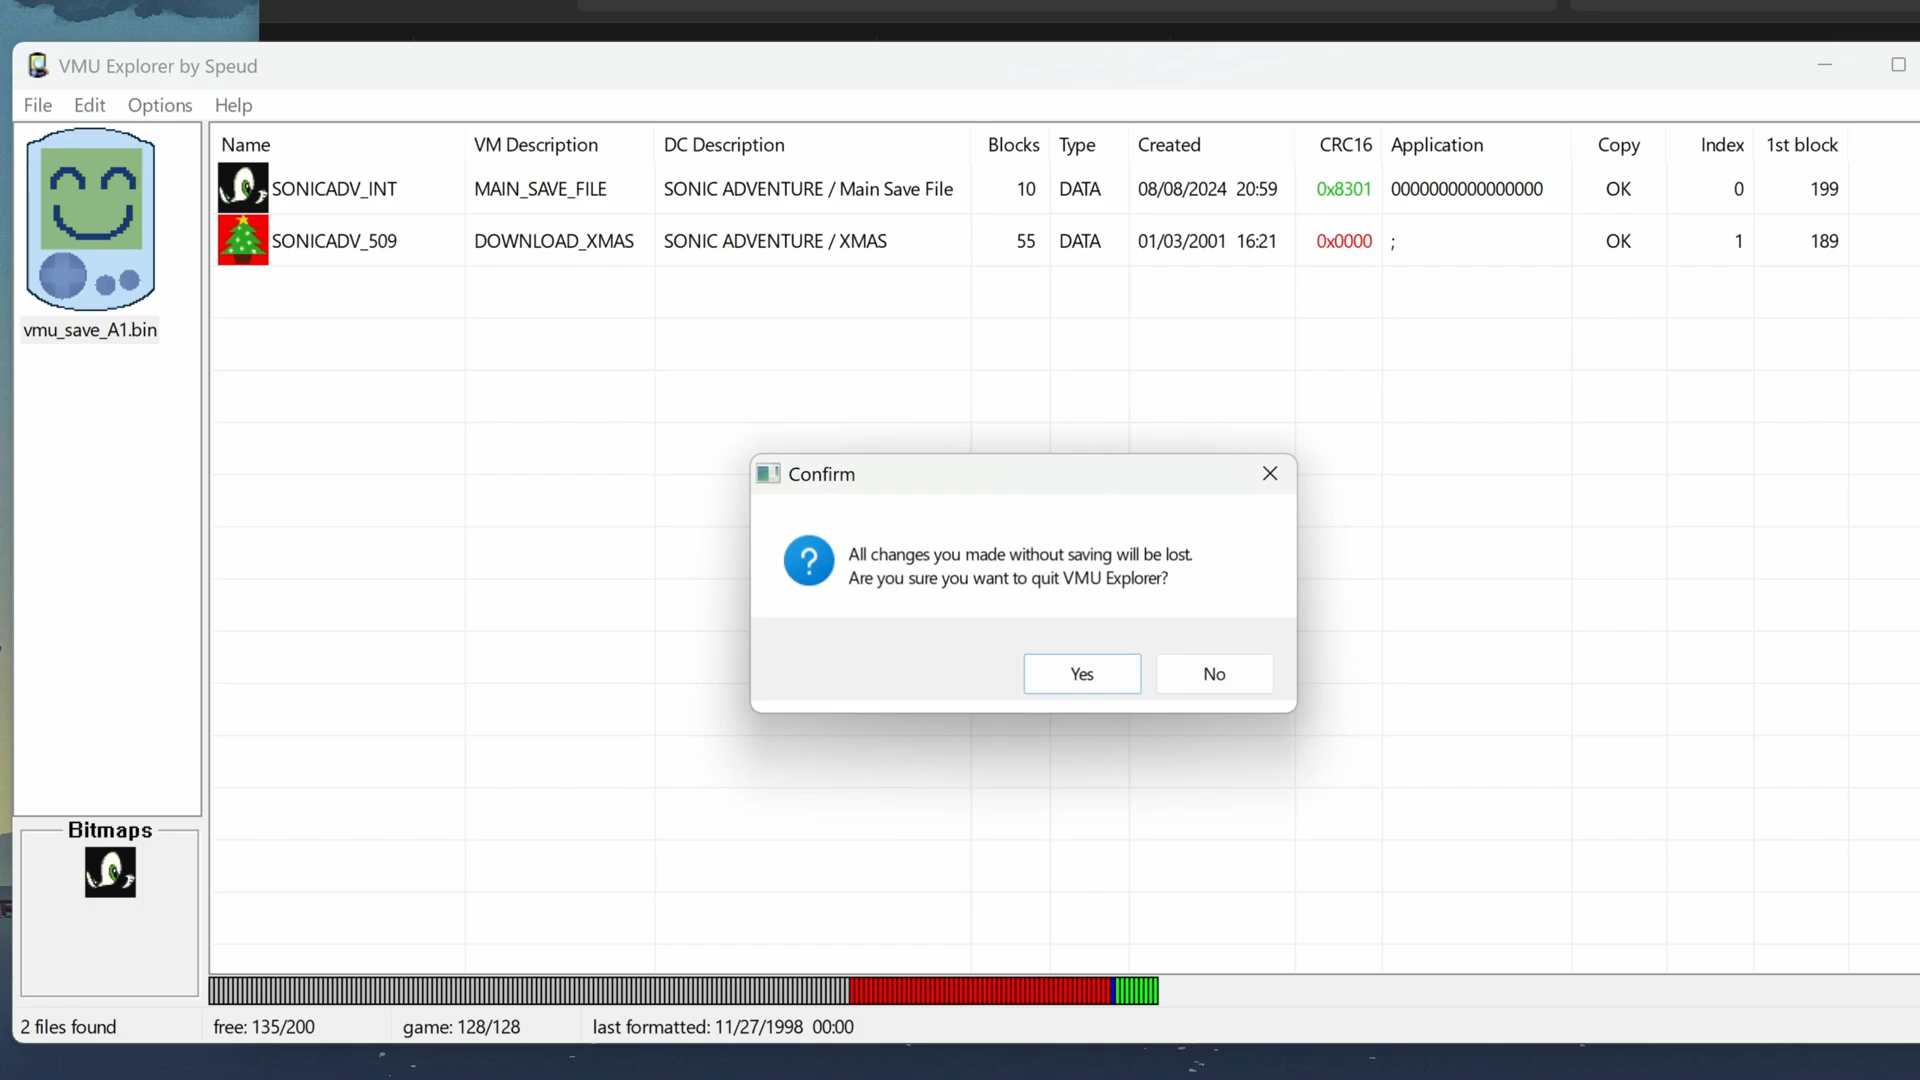 VMU Explorer by Speud
File Edit Options Help
Name VM Description DC Description Blocks Type Created CRC16 Application Copy Index 1st block
SONICADV_INT MAIN_SAVE_FILE SONIC ADVENTURE / Main Save File 10 DATA 08/08/2024 20:59 0x8301 0000000000000000 OK 0 199
SONICADV_509 DOWNLOAD_XMAS SONIC ADVENTURE / XMAS 55 DATA 01/03/2001 16:21 0x0000 ; OK 1 189
vmu_save_A1.bin
Confirm
All changes you made without saving will be lost.
Are you sure you want to quit VMU Explorer?
Yes No
Bitmaps
2 files found free: 135/200 game: 128/128 last formatted: 11/27/1998 00:00